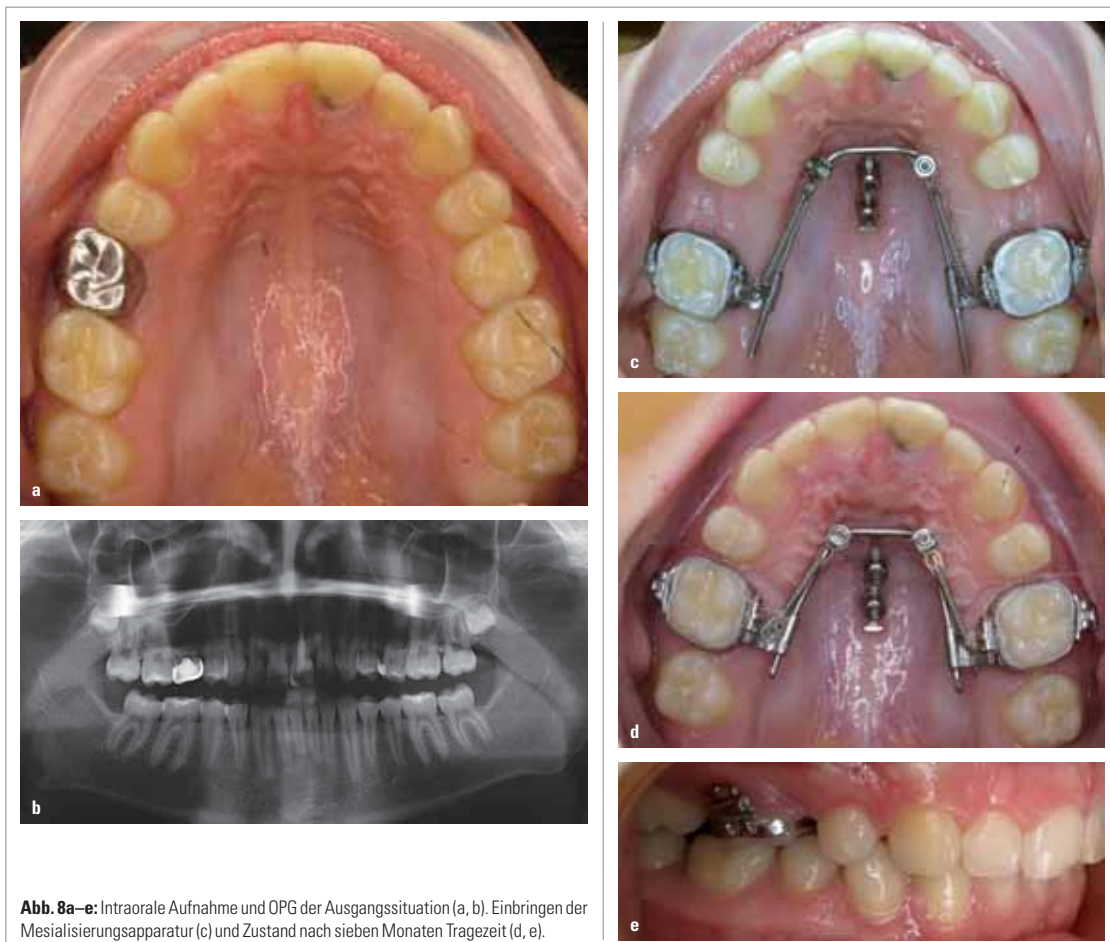 a
b
c
d
e
Abb. 8a–e: Intraorale Aufnahme und OPG der Ausgangssituation (a, b). Einbringen der
Mesialisierungsapparatur (c) und Zustand nach sieben Monaten Tragezeit (d, e).